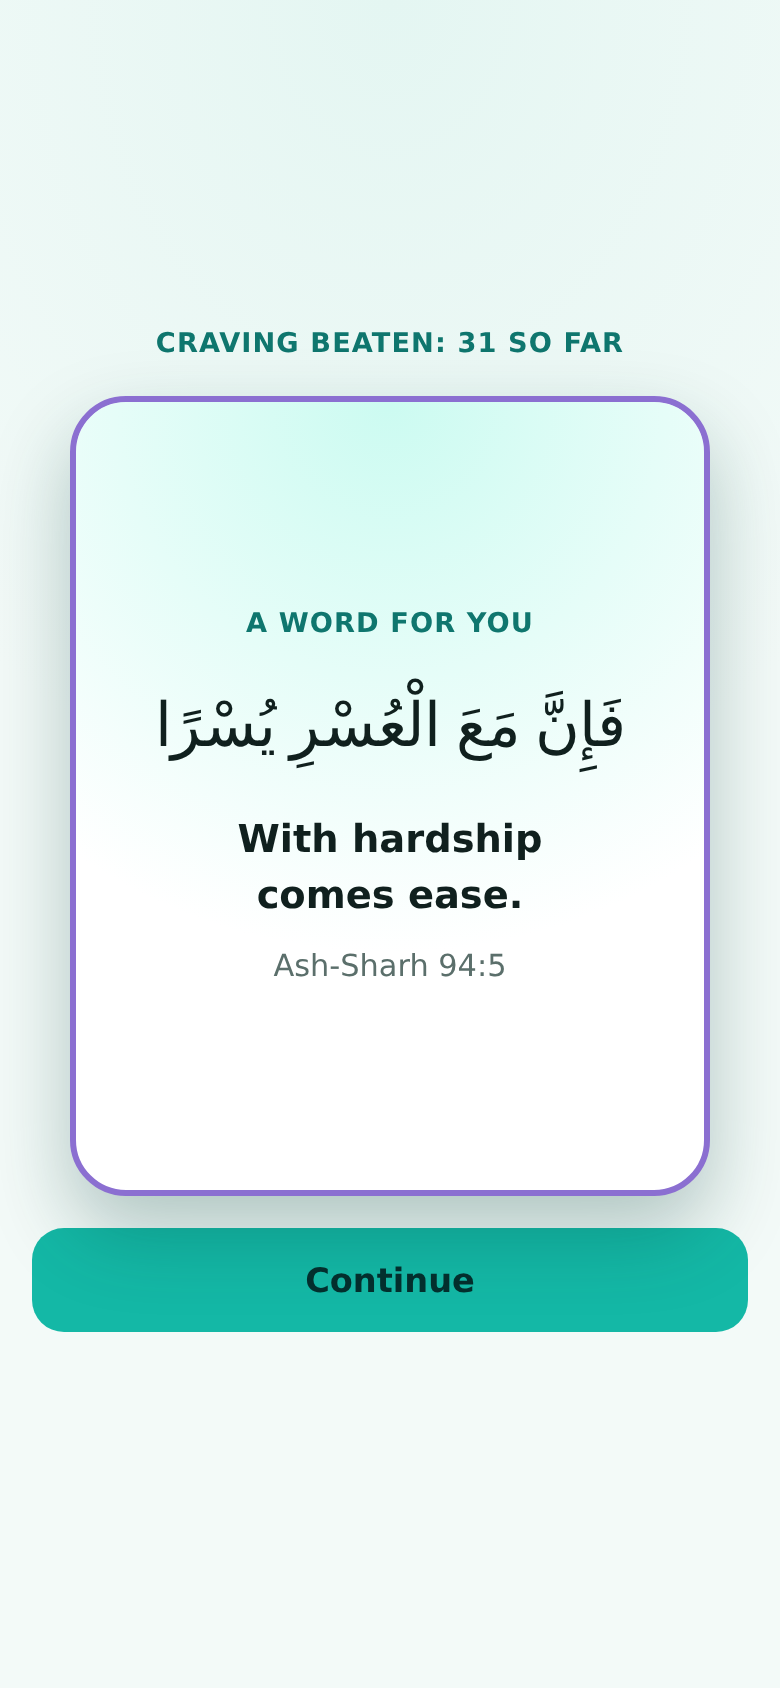 CRAVING BEATEN: 31 SO FAR
A WORD FOR YOU
فَإِنَّ مَعَ الْعُسْرِ يُسْرًا
With hardship
comes ease.
Ash-Sharh 94:5
Continue